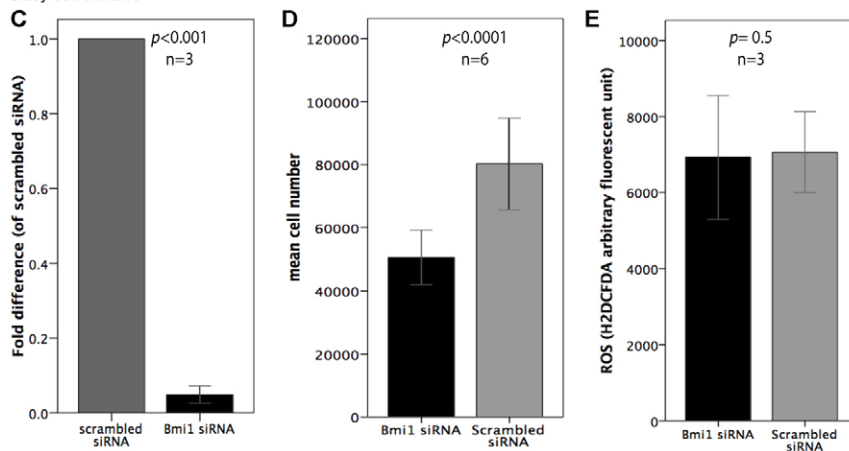 C
p<0.001
n=3
Fold difference (of scrambled siRNA)
1.0
0.8
0.6
0.4
0.2
0.0
scrambled
siRNA
Bmi1 siRNA
D
p<0.0001
n=6
mean cell number
120000
100000
80000
60000
40000
20000
0
Bmi1 siRNA
Scrambled
siRNA
E
p= 0.5
n=3
ROS (H2DCFDA arbitrary fluorescent unit)
10000
8000
6000
4000
2000
0
Bmi1 siRNA
Scrambled
siRNA